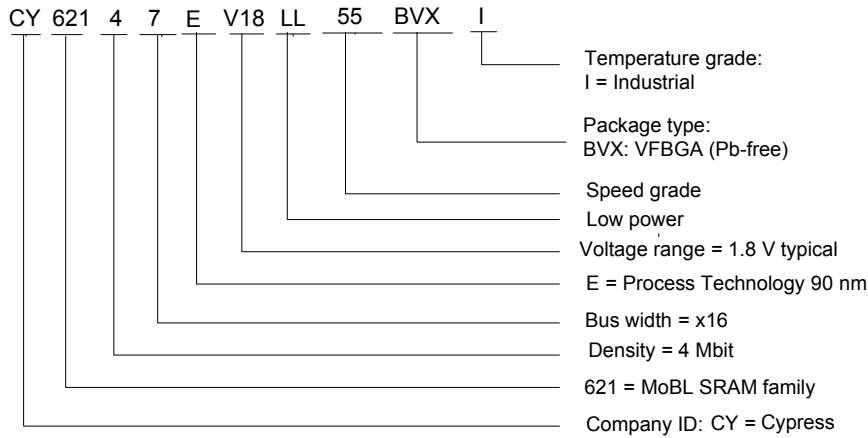 CY 621 4 7 E V18 LL 55 BVX I
Temperature grade:
I = Industrial
Package type:
BVX: VFBGA (Pb-free)
Speed grade
Low power
Voltage range = 1.8 V typical
E = Process Technology 90 nm
Bus width = x16
Density = 4 Mbit
621 = MoBL SRAM family
Company ID: CY = Cypress